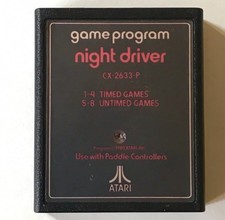 game program
night driver
CX-2633-P
1-4 TIMED GAMES
5-8 UNTIMED GAMES
Use with Paddle Controllers
ATARI